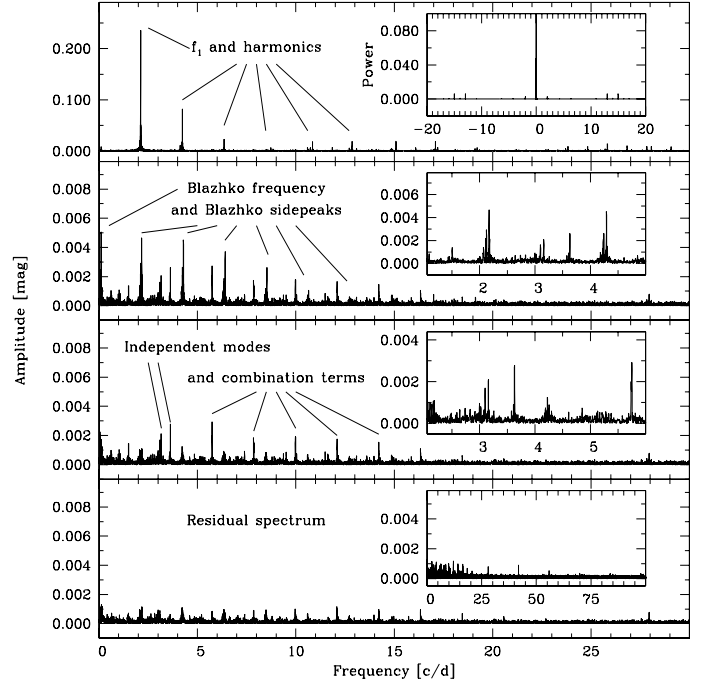 0.200
0.100
0.000
f₁ and harmonics
Power
0.080
0.040
0.000
−20 −10 0 10 20
0.008
0.006
0.004
0.002
0.000
Blazhko frequency
and Blazhko sidepeaks
0.006
0.004
0.002
0.000
2 3 4
Amplitude [mag]
0.008
0.006
0.004
0.002
0.000
Independent modes
and combination terms
0.004
0.002
0.000
3 4 5
0.008
0.006
0.004
0.002
0.000
Residual spectrum
0.004
0.002
0.000
0 25 50 75
0 5 10 15 20 25
Frequency [c/d]